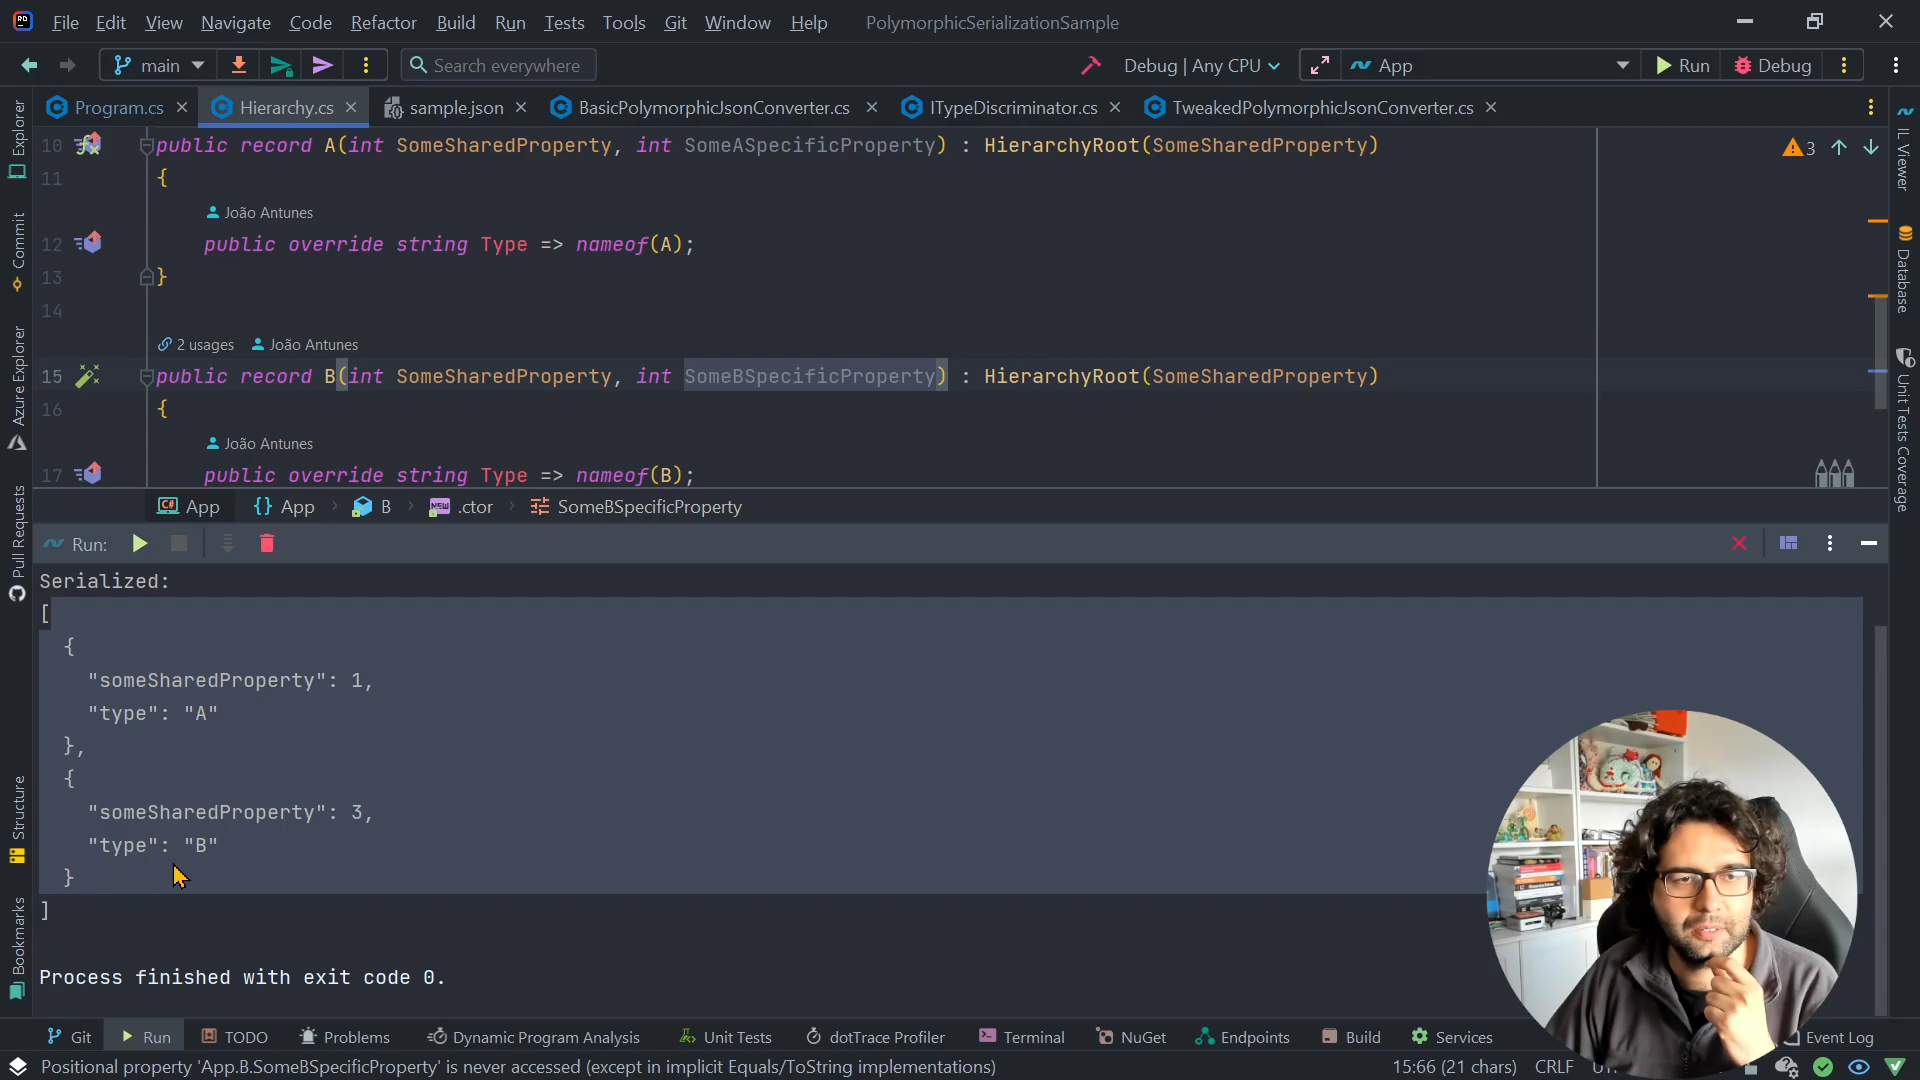 File Edit View Navigate Code Refactor Build Run Tests Tools Git Window Help PolymorphicSerializationSample
main Search everywhere Debug | Any CPU App Run Debug
Program.cs Hierarchy.cs sample.json BasicPolymorphicJsonConverter.cs ITypeDiscriminator.cs TweakedPolymorphicJsonConverter.cs
10 public record A(int SomeSharedProperty, int SomeASpecificProperty) : HierarchyRoot(SomeSharedProperty)
3
11 {
João Antunes
12 public override string Type => nameof(A);
13 }
14
2 usages João Antunes
15 public record B(int SomeSharedProperty, int SomeBSpecificProperty) : HierarchyRoot(SomeSharedProperty)
16 {
João Antunes
17 public override string Type => nameof(B);
App App B .ctor SomeBSpecificProperty
Run:
Serialized:
[
{
"someSharedProperty": 1,
"type": "A"
},
{
"someSharedProperty": 3,
"type": "B"
}
]
Process finished with exit code 0.
Explorer
Commit
Azure Explorer
Pull Requests
Structure
Bookmarks
IL Viewer
Database
Unit Tests Coverage
Git Run TODO Problems Dynamic Program Analysis Unit Tests dotTrace Profiler Terminal NuGet Endpoints Build Services Event Log
Positional property 'App.B.SomeBSpecificProperty' is never accessed (except in implicit Equals/ToString implementations) 15:66 (21 chars) CRLF